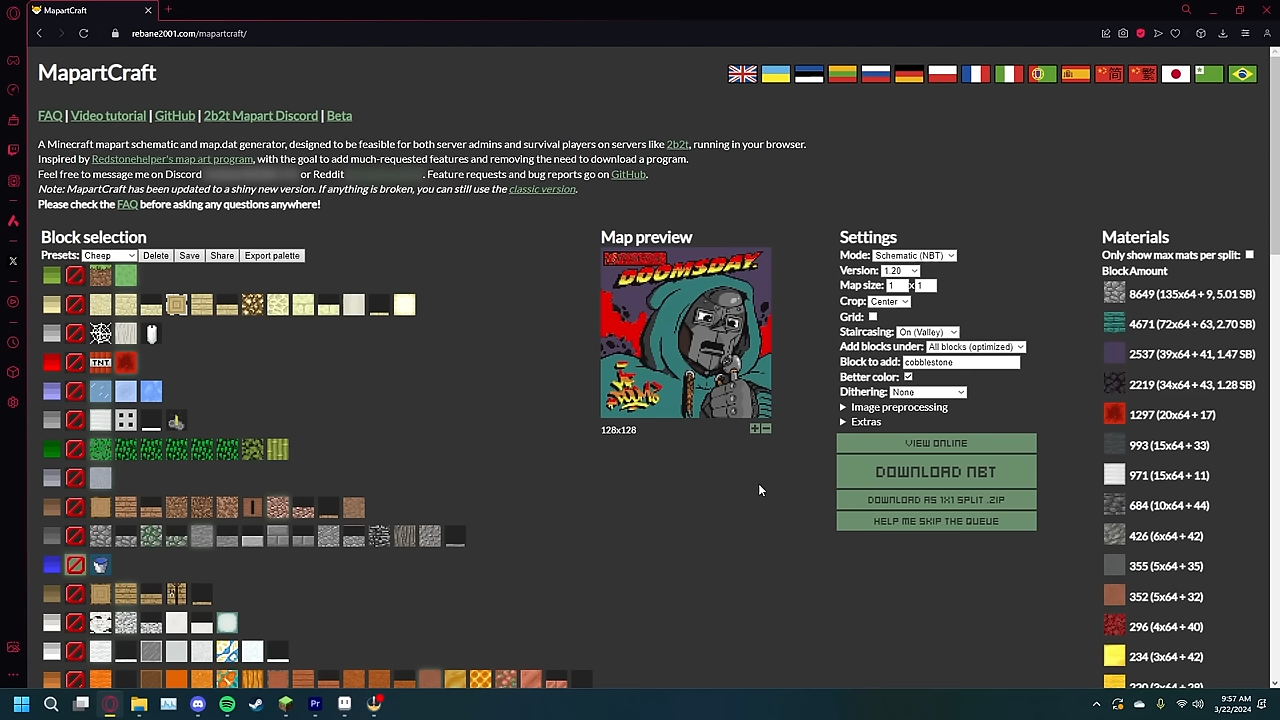 MapartCraft
rebane2001.com/mapartcraft/
MapartCraft
FAQ | Video tutorial | GitHub | 2b2t Mapart Discord | Beta
A Minecraft mapart schematic and map.dat generator, designed to be feasible for both server admins and survival players on servers like 2b2t, running in your browser.
Inspired by Redstonehelper's map art program, with the goal to add much-requested features and removing the need to download a program.
Feel free to message me on Discord or Reddit . Feature requests and bug reports go on GitHub.
Note: MapartCraft has been updated to a shiny new version. If anything is broken, you can still use the classic version.
Please check the FAQ before asking any questions anywhere!
Block selection
Presets: Cheep Delete Save Share Export palette
TNT
Map preview
DOOMSDAY.
128x128
Settings
Mode: Schematic (NBT)
Version: 1.20
Map size: 1 x 1
Crop: Center
Grid:
Staircasing: On (Valley)
Add blocks under: All blocks (optimized)
Block to add: cobblestone
Better color:
Dithering: None
Image preprocessing
Extras
VIEW ONLINE
DOWNLOAD NBT
DOWNLOAD AS 1X1 SPLIT .ZIP
HELP ME SKIP THE QUEUE
Materials
Only show max mats per split:
Block Amount
8649 (135x64 + 9, 5.01 SB)
4671 (72x64 + 63, 2.70 SB)
2537 (39x64 + 41, 1.47 SB)
2219 (34x64 + 43, 1.28 SB)
1297 (20x64 + 17)
993 (15x64 + 33)
971 (15x64 + 11)
684 (10x64 + 44)
426 (6x64 + 42)
355 (5x64 + 35)
352 (5x64 + 32)
296 (4x64 + 40)
234 (3x64 + 42)
9:57 AM
3/22/2024